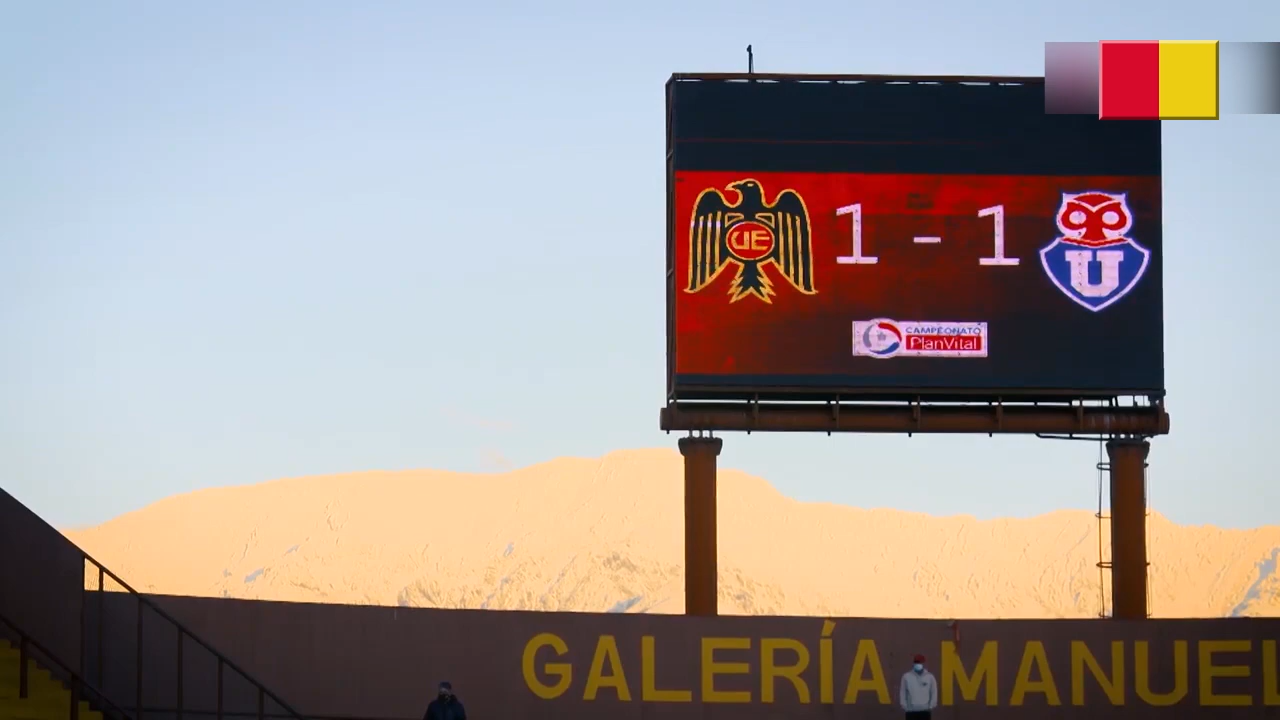 UE
1 - 1
U
CAMPEONATO
PlanVital
GALERÍA MANUEL